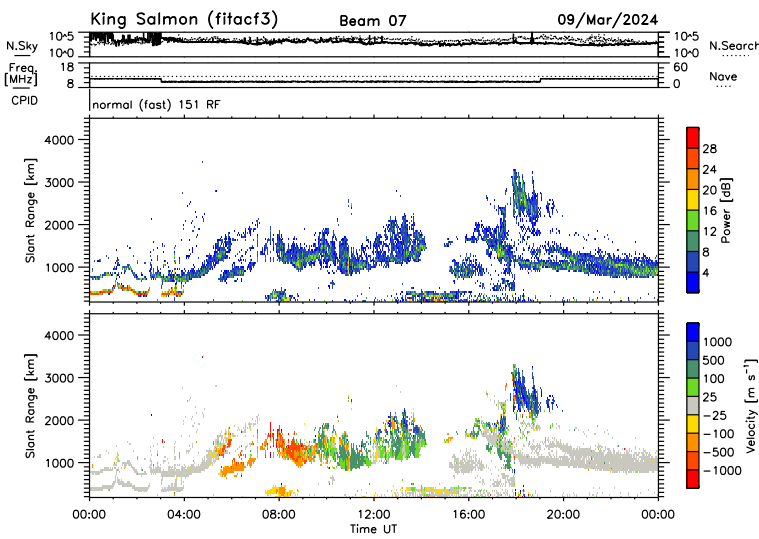 King Salmon (fitacf3) Beam 07 09/Mar/2024
N.Sky 10^5 10^0 10^5 10^0 N.Search
Freq. [MHz] 18 8 60 0 Nave
CPID normal (fast) 151 RF
Slant Range [km] 4000 3000 2000 1000
28 24 20 16 12 8 4 Power [dB]
Slant Range [km] 4000 3000 2000 1000
1000 500 100 25 −25 −100 −500 −1000 Velocity [m s⁻¹]
00:00 04:00 08:00 12:00 16:00 20:00 00:00
Time UT